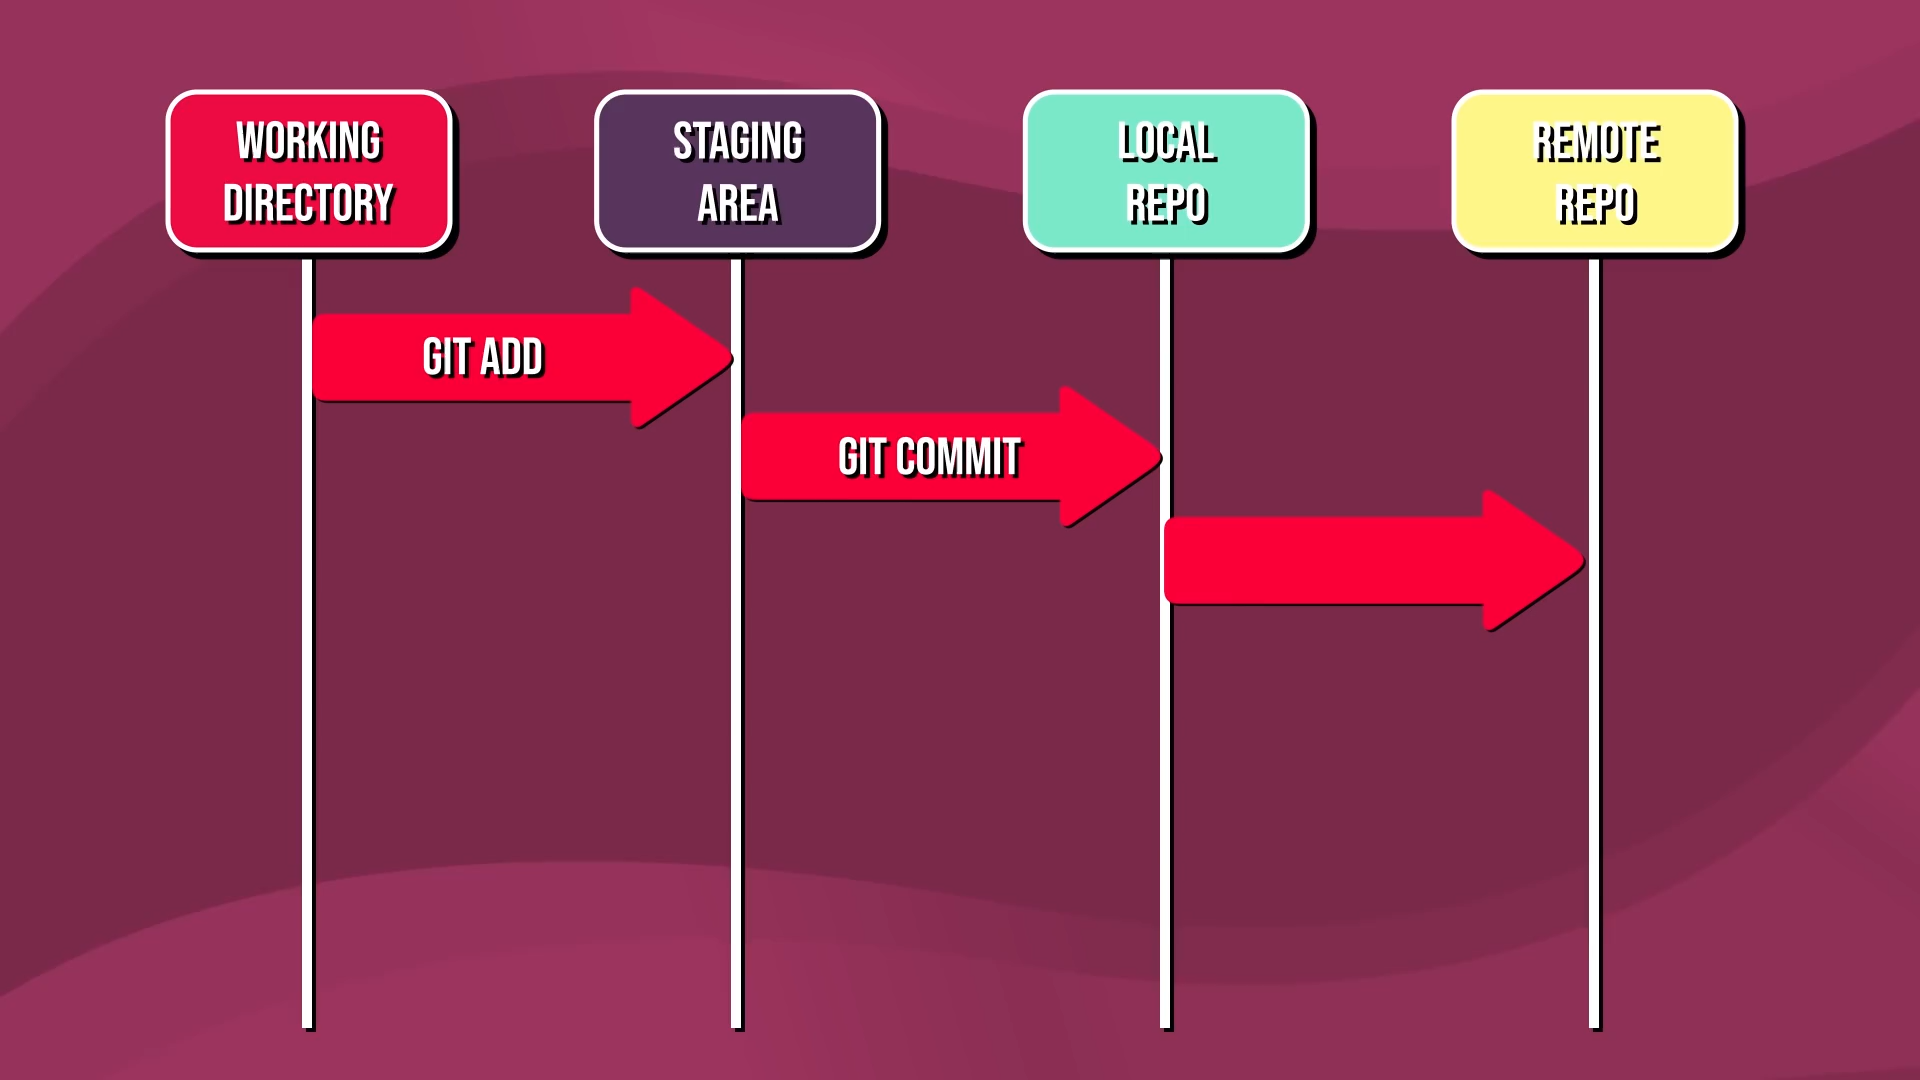 WORKING
DIRECTORY
STAGING
AREA
LOCAL
REPO
REMOTE
REPO
GIT ADD
GIT COMMIT